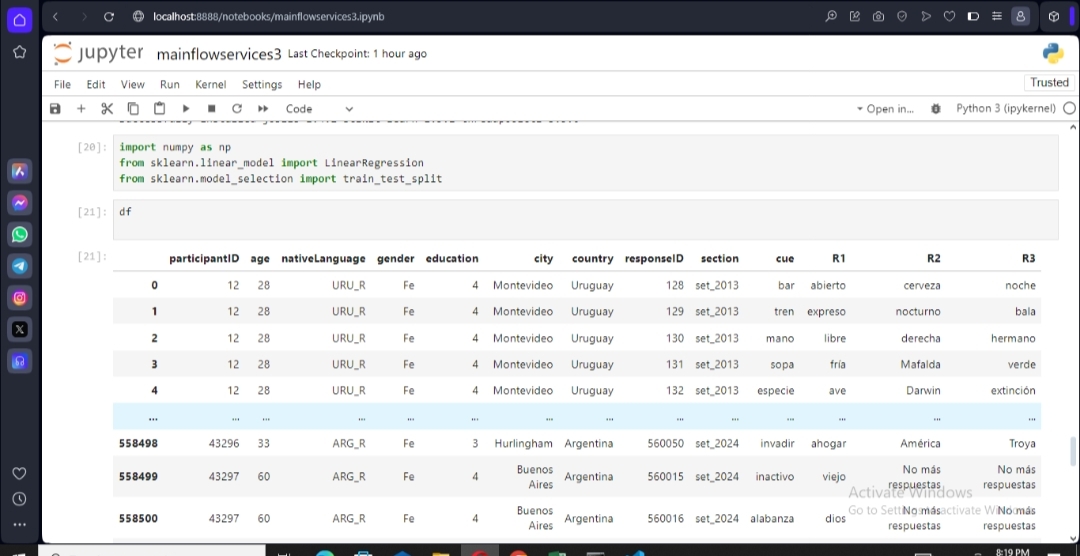 localhost:8888/notebooks/mainflowservices3.ipynb
jupyter mainflowservices3 Last Checkpoint: 1 hour ago
File Edit View Run Kernel Settings Help
Trusted
Code
Open in...
Python 3 (ipykernel)
[20]:
import numpy as np
from sklearn.linear_model import LinearRegression
from sklearn.model_selection import train_test_split
[21]:
df
[21]:
participantID age nativeLanguage gender education city country responseID section cue R1 R2 R3
0 12 28 URU_R Fe 4 Montevideo Uruguay 128 set_2013 bar abierto cerveza noche
1 12 28 URU_R Fe 4 Montevideo Uruguay 129 set_2013 tren expreso nocturno bala
2 12 28 URU_R Fe 4 Montevideo Uruguay 130 set_2013 mano libre derecha hermano
3 12 28 URU_R Fe 4 Montevideo Uruguay 131 set_2013 sopa fría Mafalda verde
4 12 28 URU_R Fe 4 Montevideo Uruguay 132 set_2013 especie ave Darwin extinción
... ... ... ... ... ... ... ... ... ... ... ... ... ...
558498 43296 33 ARG_R Fe 3 Hurlingham Argentina 560050 set_2024 invadir ahogar América Troya
558499 43297 60 ARG_R Fe 4 Buenos Aires Argentina 560015 set_2024 inactivo viejo No más respuestas No más respuestas
558500 43297 60 ARG_R Fe 4 Buenos Aires Argentina 560016 set_2024 alabanza dios No más respuestas No más respuestas
Activate Windows
Go to Settings to activate Windows.
8:19 PM